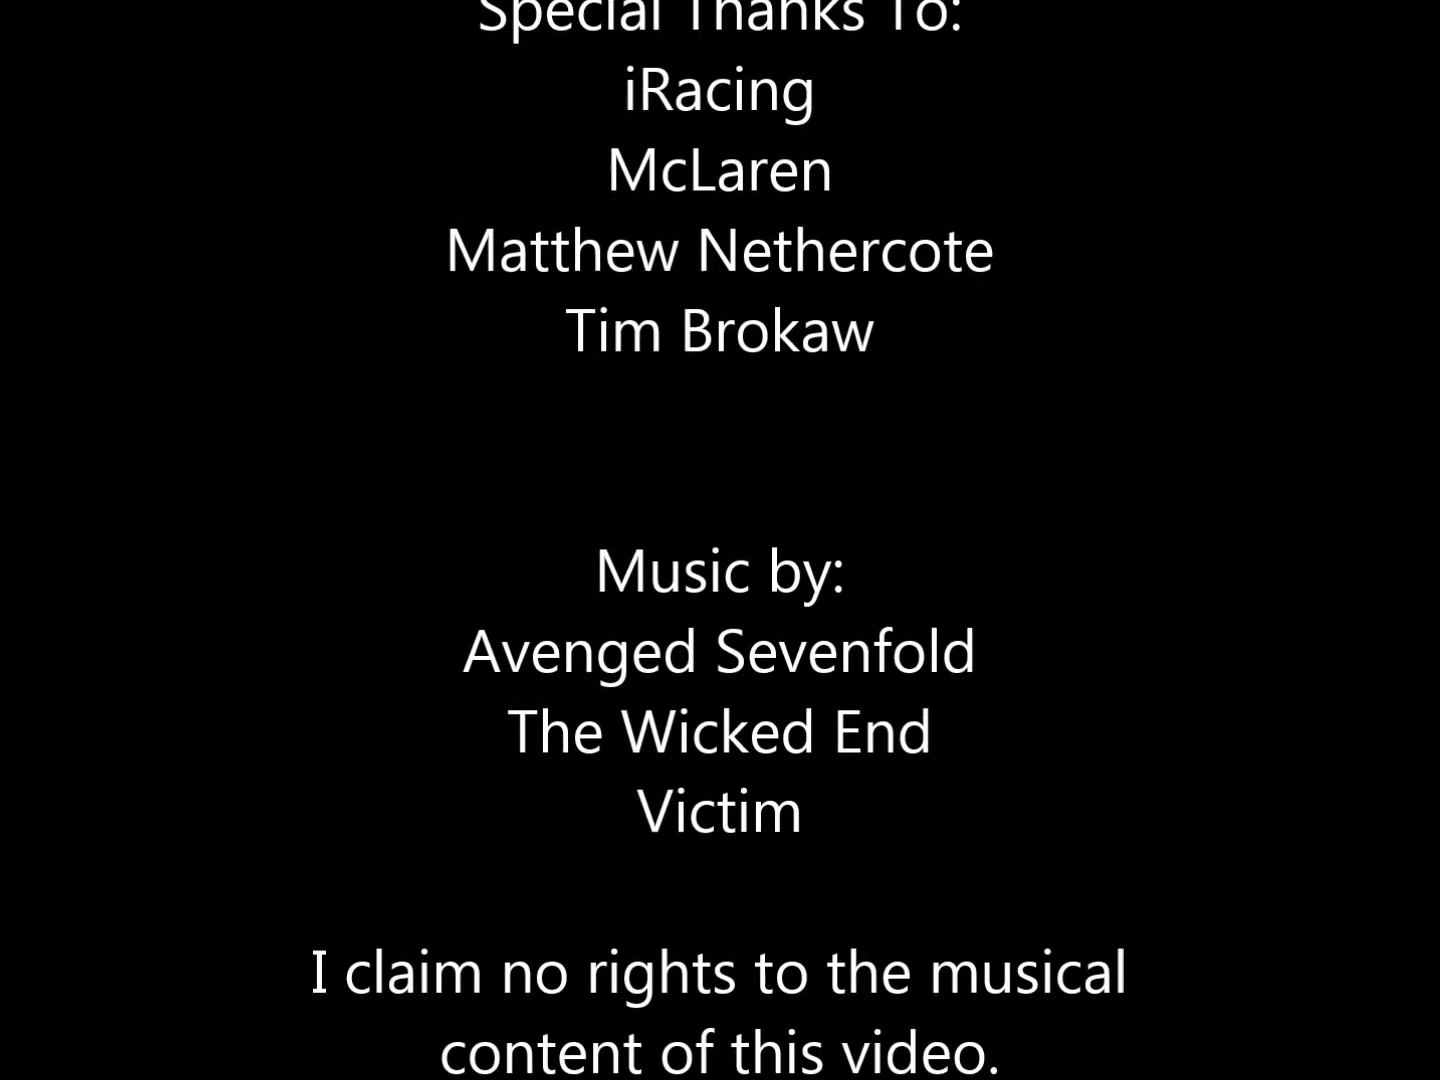 Special Thanks To:
iRacing
McLaren
Matthew Nethercote
Tim Brokaw
Music by:
Avenged Sevenfold
The Wicked End
Victim
I claim no rights to the musical
content of this video.